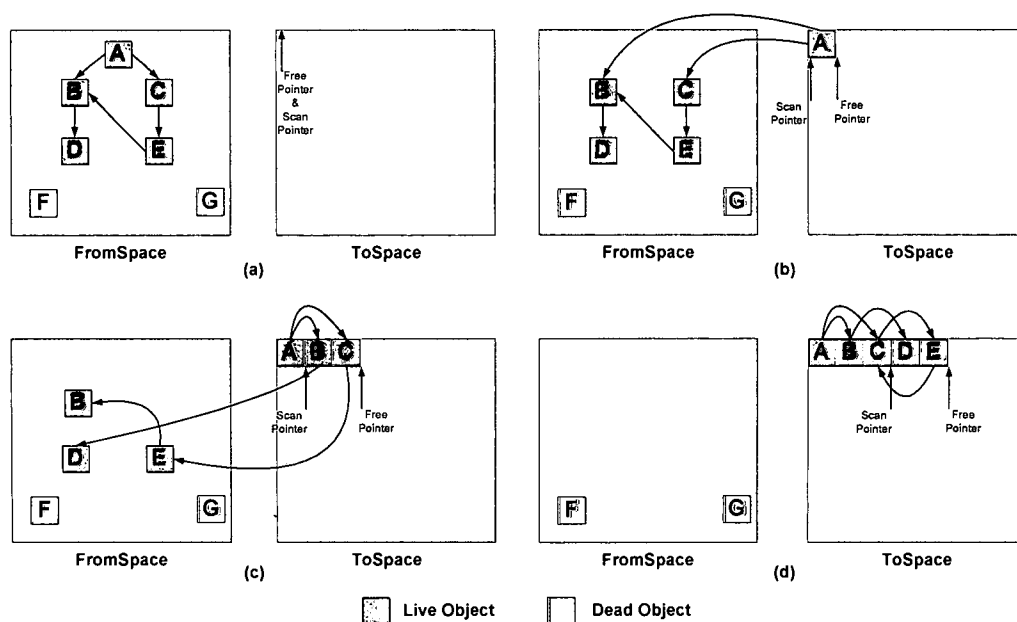 A
B
C
D
E
F
G
FromSpace
Free
Pointer
&
Scan
Pointer
ToSpace
(a)
A
B
C
D
E
F
G
FromSpace
Scan
Pointer
Free
Pointer
ToSpace
(b)
B
D
E
F
G
FromSpace
A B C
Scan
Pointer
Free
Pointer
ToSpace
(c)
F
G
FromSpace
A B C D E
Scan
Pointer
Free
Pointer
ToSpace
(d)
Live Object
Dead Object